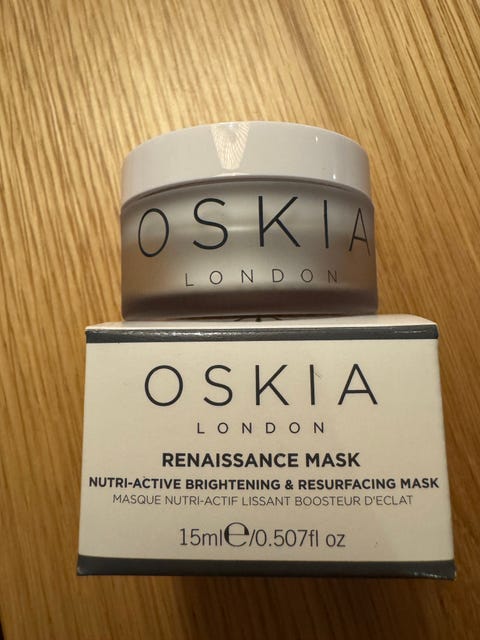 OSKIA
LONDON
OSKIA
LONDON
RENAISSANCE MASK
NUTRI-ACTIVE BRIGHTENING & RESURFACING MASK
MASQUE NUTRI-ACTIF LISSANT BOOSTEUR D'ECLAT
15ml℮/0.507fl oz